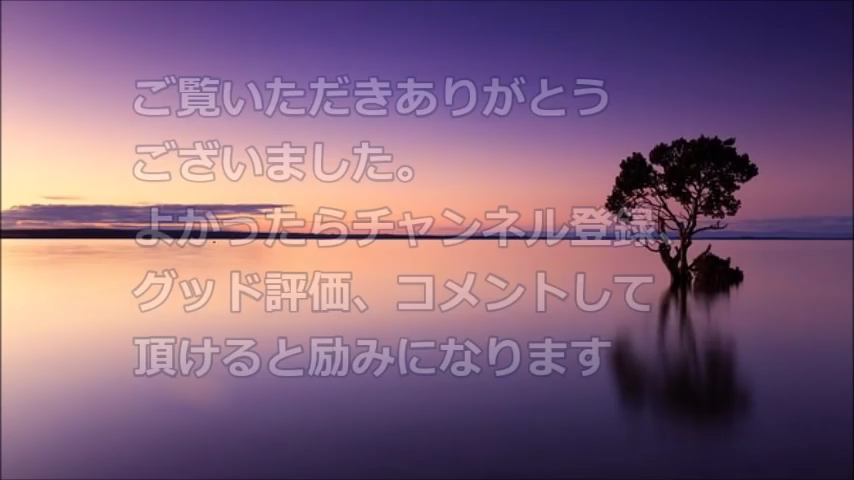 ご覧いただきありがとう
ございました。
よかったらチャンネル登録、
グッド評価、コメントして
頂けると励みになります